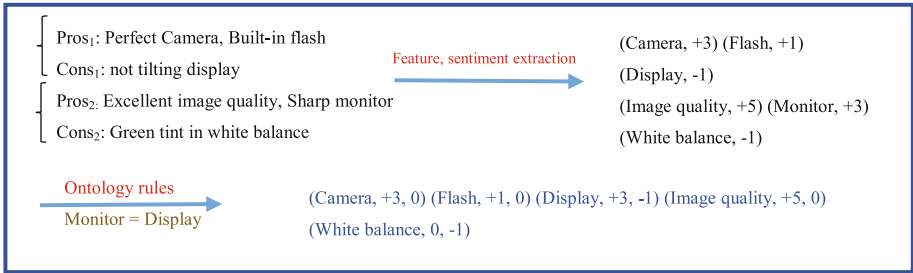 Pros₁: Perfect Camera, Built-in flash
Cons₁: not tilting display
Pros₂: Excellent image quality, Sharp monitor
Cons₂: Green tint in white balance
Feature, sentiment extraction
(Camera, +3) (Flash, +1)
(Display, -1)
(Image quality, +5) (Monitor, +3)
(White balance, -1)
Ontology rules
Monitor = Display
(Camera, +3, 0) (Flash, +1, 0) (Display, +3, -1) (Image quality, +5, 0)
(White balance, 0, -1)